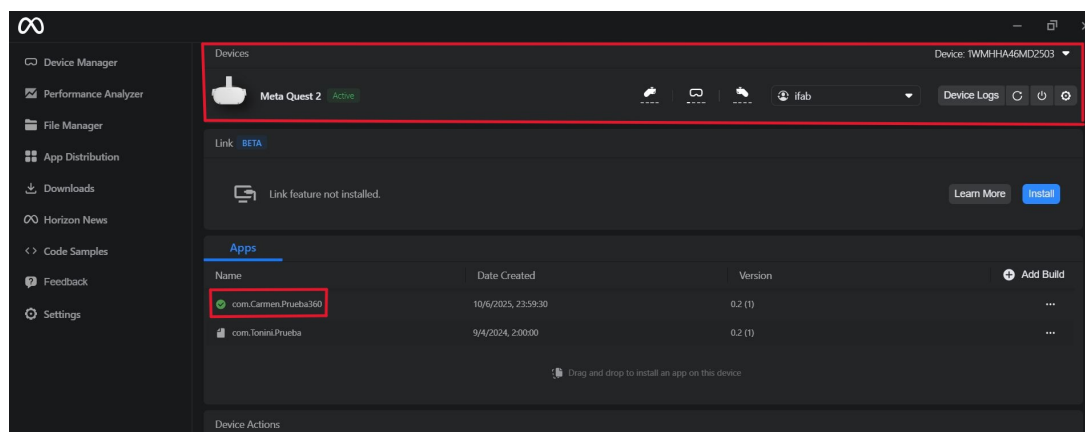 Devices
Device: 1WMHHA46MD2503
Device Manager
Performance Analyzer
File Manager
App Distribution
Downloads
Horizon News
Code Samples
Feedback
Settings
Meta Quest 2 Active
ifab
Device Logs
Link BETA
Link feature not installed.
Learn More Install
Apps
Name Date Created Version Add Build
com.Carmen.Prueba360 10/6/2025, 23:59:30 0.2 (1)
com.Tonini.Prueba 9/4/2024, 2:00:00 0.2 (1)
Drag and drop to install an app on this device
Device Actions